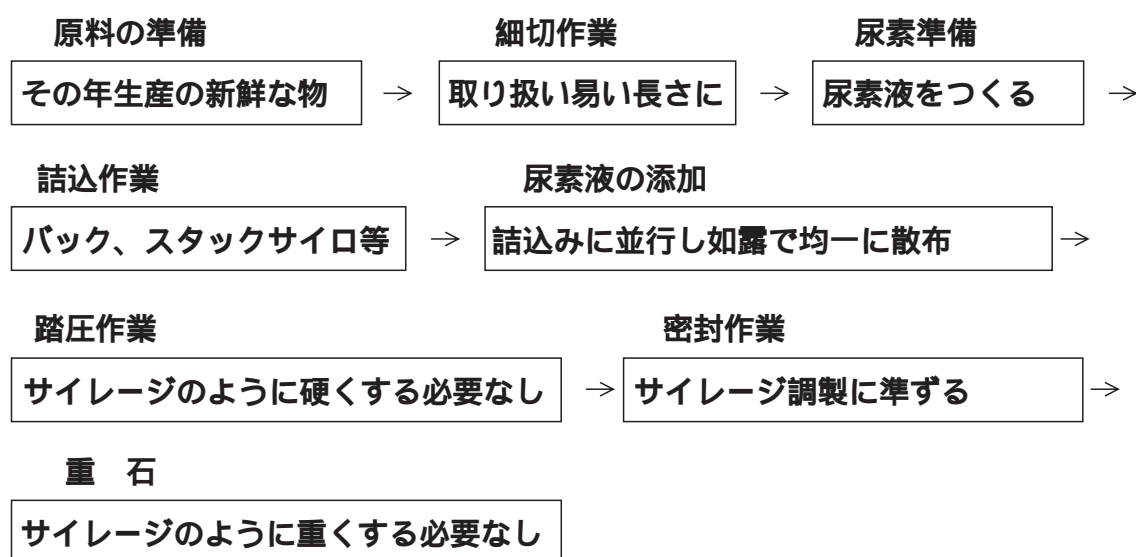 原料の準備 細切作業 尿素準備
その年生産の新鮮な物 → 取り扱い易い長さに → 尿素液をつくる →
詰込作業 尿素液の添加
バック、スタックサイロ等 → 詰込みに並行し如露で均一に散布 →
踏圧作業 密封作業
サイレージのように硬くする必要なし → サイレージ調製に準ずる →
重 石
サイレージのように重くする必要なし